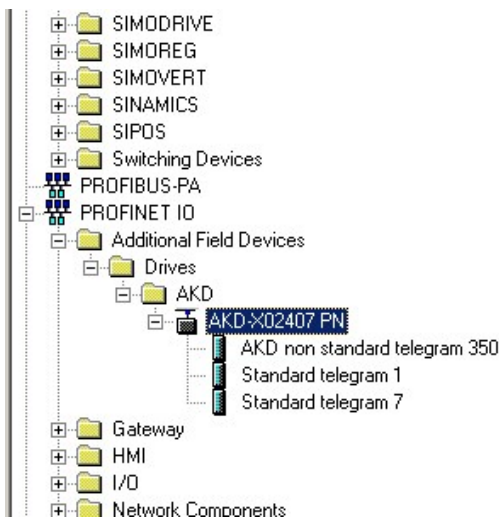 SIMODRIVE
SIMOREG
SIMOVERT
SINAMICS
SIPOS
Switching Devices
PROFIBUS-PA
PROFINET IO
Additional Field Devices
Drives
AKD
AKD-X02407 PN
AKD non standard telegram 350
Standard telegram 1
Standard telegram 7
Gateway
HMI
I/O
Network Components